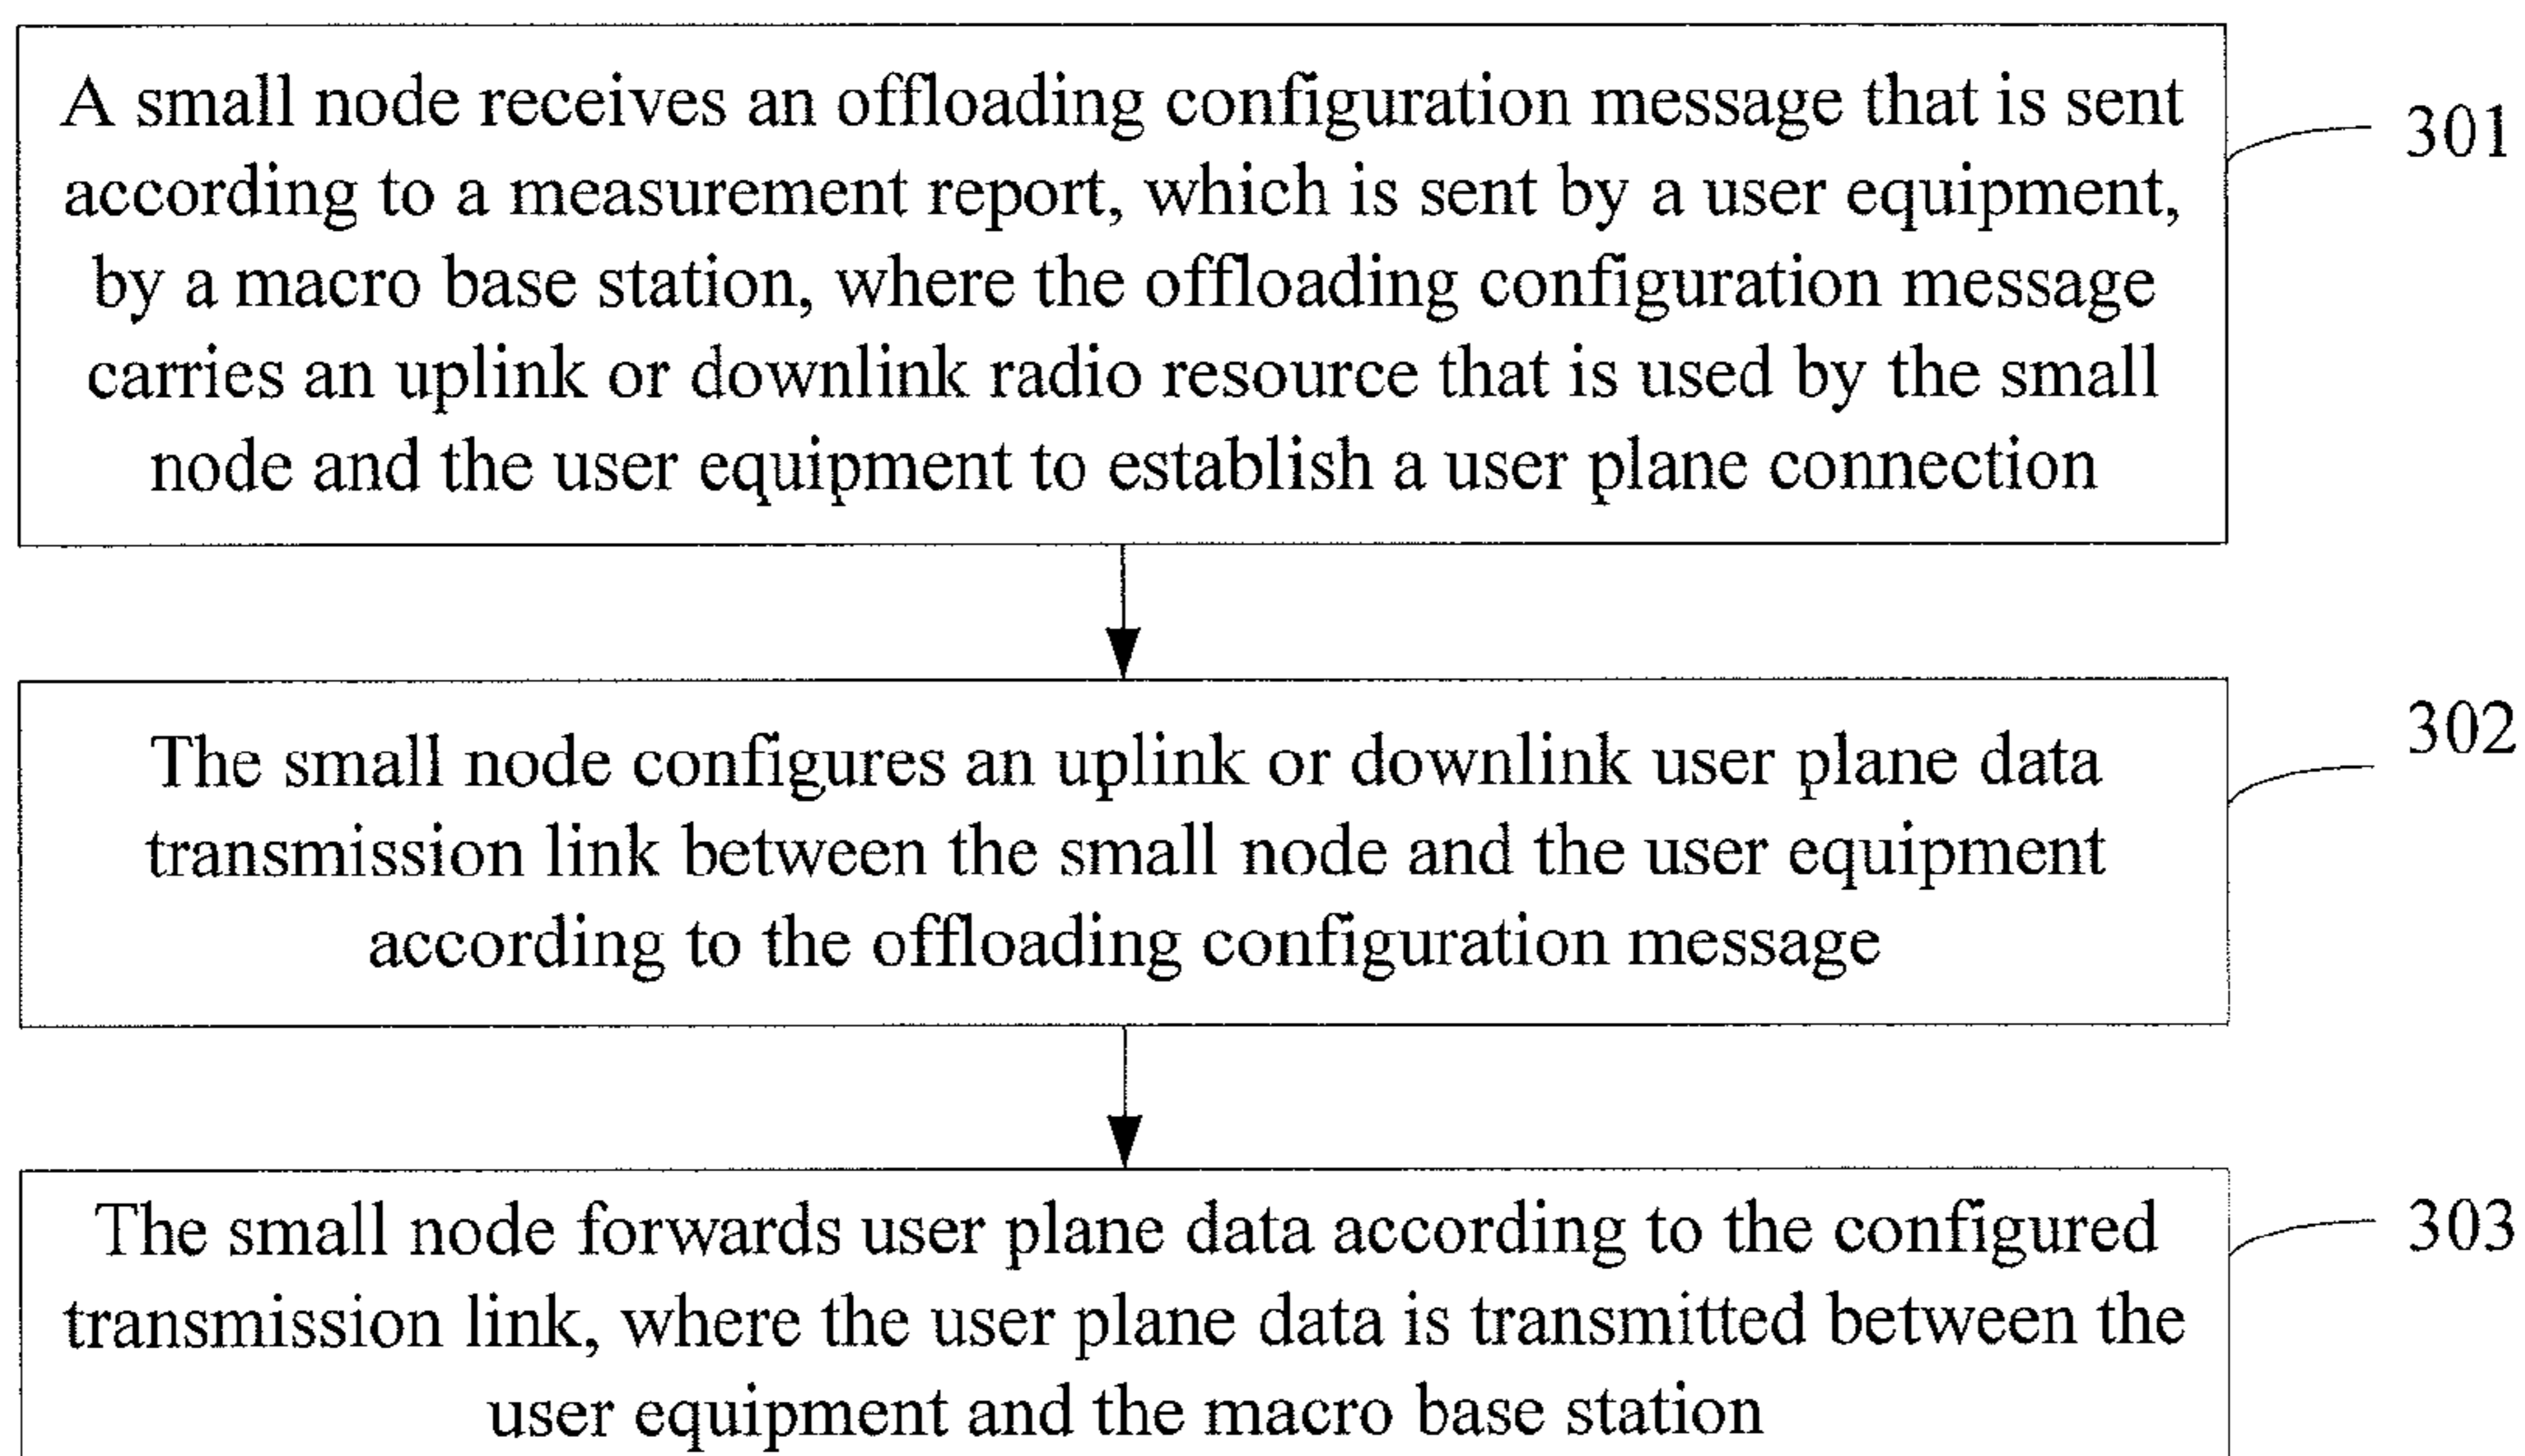 A small node receives an offloading configuration message that is sent
according to a measurement report, which is sent by a user equipment,
by a macro base station, where the offloading configuration message
carries an uplink or downlink radio resource that is used by the small
node and the user equipment to establish a user plane connection
301
The small node configures an uplink or downlink user plane data
transmission link between the small node and the user equipment
according to the offloading configuration message
302
The small node forwards user plane data according to the configured
transmission link, where the user plane data is transmitted between the
user equipment and the macro base station
303